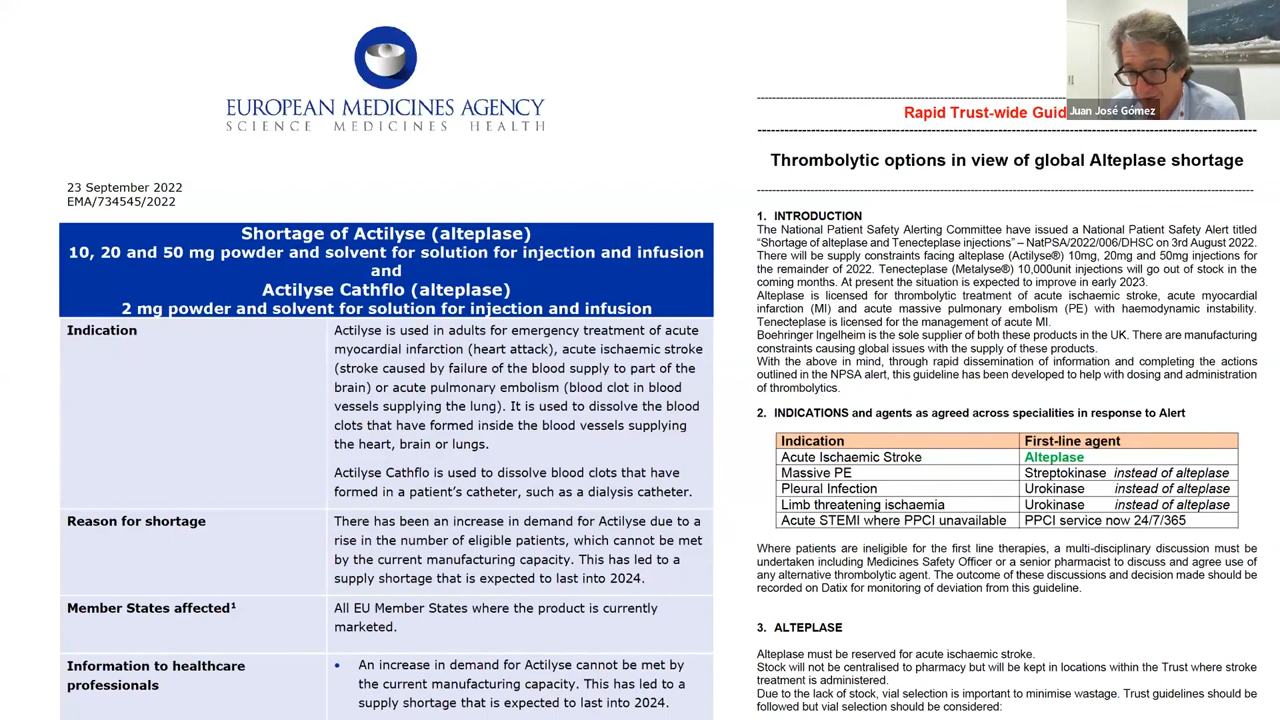 EUROPEAN MEDICINES AGENCY
SCIENCE MEDICINES HEALTH
23 September 2022
EMA/734545/2022
Shortage of Actilyse (alteplase)
10, 20 and 50 mg powder and solvent for solution for injection and infusion
and
Actilyse Cathflo (alteplase)
2 mg powder and solvent for solution for injection and infusion
Indication
Actilyse is used in adults for emergency treatment of acute
myocardial infarction (heart attack), acute ischaemic stroke
(stroke caused by failure of the blood supply to part of the
brain) or acute pulmonary embolism (blood clot in blood
vessels supplying the lung). It is used to dissolve the blood
clots that have formed inside the blood vessels supplying
the heart, brain or lungs.
Actilyse Cathflo is used to dissolve blood clots that have
formed in a patient's catheter, such as a dialysis catheter.
Reason for shortage
There has been an increase in demand for Actilyse due to a
rise in the number of eligible patients, which cannot be met
by the current manufacturing capacity. This has led to a
supply shortage that is expected to last into 2024.
Member States affected¹
All EU Member States where the product is currently
marketed.
Information to healthcare
professionals
• An increase in demand for Actilyse cannot be met by
the current manufacturing capacity. This has led to a
supply shortage that is expected to last into 2024.
Juan José Gómez
Rapid Trust-wide
Thrombolytic options in view of global Alteplase shortage
1. INTRODUCTION
The National Patient Safety Alerting Committee have issued a National Patient Safety Alert titled
"Shortage of alteplase and Tenecteplase injections" – NatPSA/2022/006/DHSC on 3rd August 2022.
There will be supply constraints facing alteplase (Actilyse®) 10mg, 20mg and 50mg injections for
the remainder of 2022. Tenecteplase (Metalyse®) 10,000unit injections will go out of stock in the
coming months. At present the situation is expected to improve in early 2023.
Alteplase is licensed for thrombolytic treatment of acute ischaemic stroke, acute myocardial
infarction (MI) and acute massive pulmonary embolism (PE) with haemodynamic instability.
Tenecteplase is licensed for the management of acute MI.
Boehringer Ingelheim is the sole supplier of both these products in the UK. There are manufacturing
constraints causing global issues with the supply of these products.
With the above in mind, through rapid dissemination of information and completing the actions
outlined in the NPSA alert, this guideline has been developed to help with dosing and administration
of thrombolytics.
2. INDICATIONS and agents as agreed across specialities in response to Alert
Indication First-line agent
Acute Ischaemic Stroke Alteplase
Massive PE Streptokinase instead of alteplase
Pleural Infection Urokinase instead of alteplase
Limb threatening ischaemia Urokinase instead of alteplase
Acute STEMI where PPCI unavailable PPCI service now 24/7/365
Where patients are ineligible for the first line therapies, a multi-disciplinary discussion must be
undertaken including Medicines Safety Officer or a senior pharmacist to discuss and agree use of
any alternative thrombolytic agent. The outcome of these discussions and decision made should be
recorded on Datix for monitoring of deviation from this guideline.
3. ALTEPLASE
Alteplase must be reserved for acute ischaemic stroke.
Stock will not be centralised to pharmacy but will be kept in locations within the Trust where stroke
treatment is administered.
Due to the lack of stock, vial selection is important to minimise wastage. Trust guidelines should be
followed but vial selection should be considered: